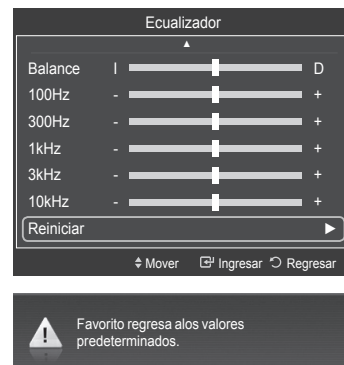 Ecualizador
▲
Balance I D
100Hz - +
300Hz - +
1kHz - +
3kHz - +
10kHz - +
Reiniciar ►
Mover Ingresar Regresar
Favorito regresa alos valores
predeterminados.